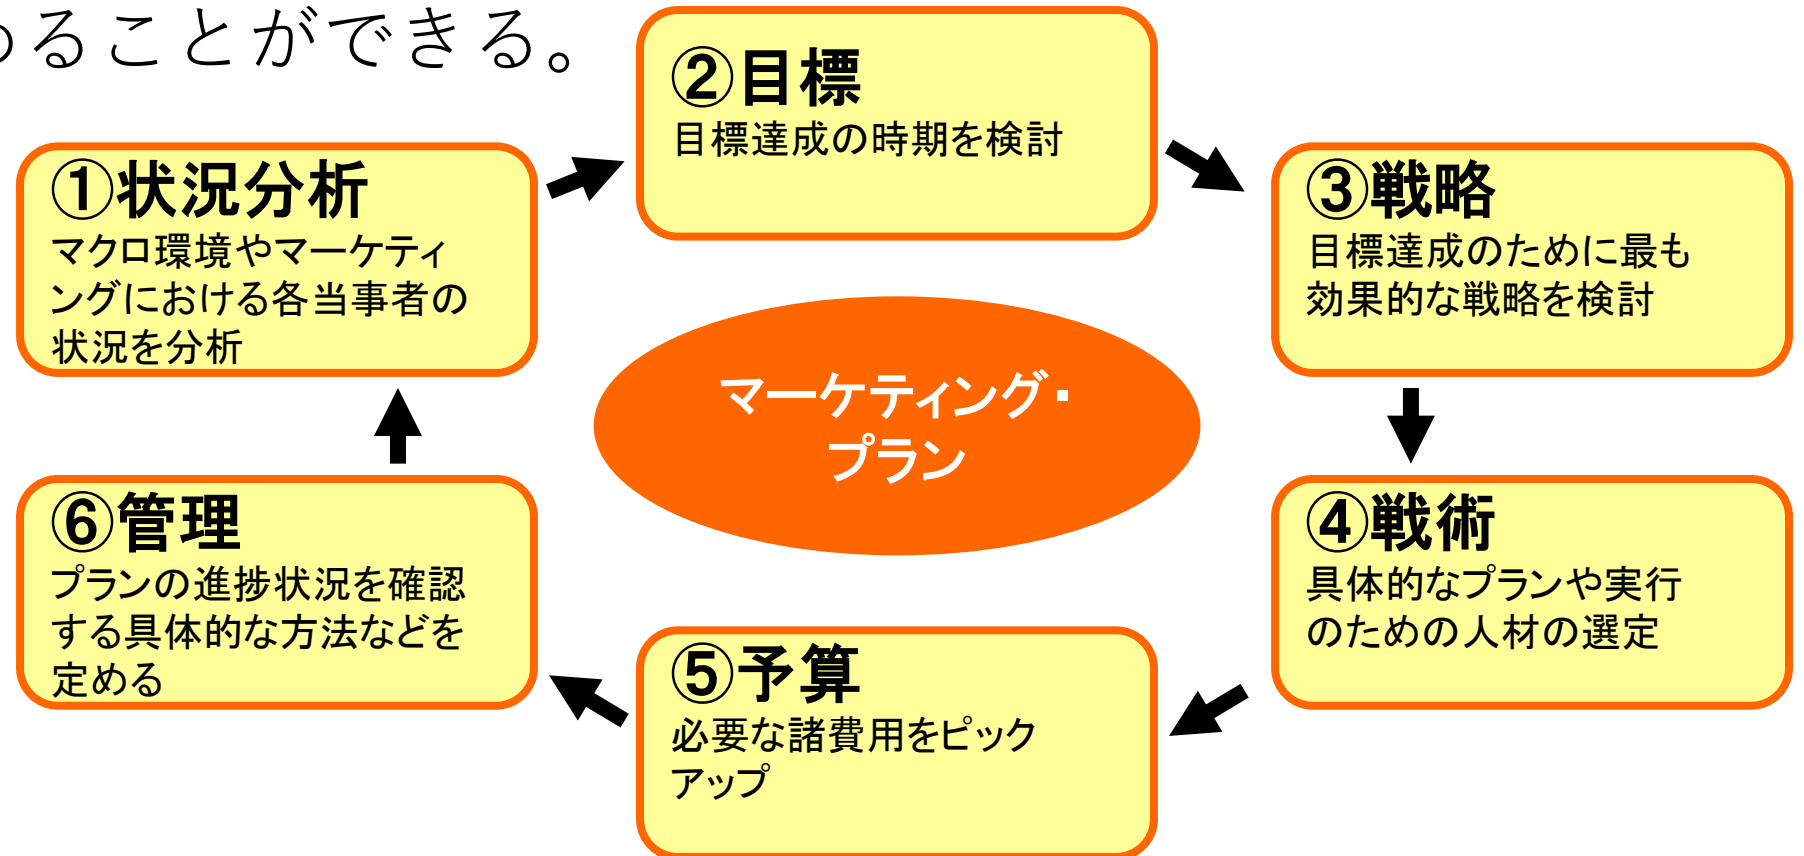 めることができる。
①状況分析
マクロ環境やマーケティ
ングにおける各当事者の
状況を分析
②目標
目標達成の時期を検討
③戦略
目標達成のために最も
効果的な戦略を検討
④戦術
具体的なプランや実行
のための人材の選定
⑤予算
必要な諸費用をピック
アップ
⑥管理
プランの進捗状況を確認
する具体的な方法などを
定める
マーケティング・
プラン